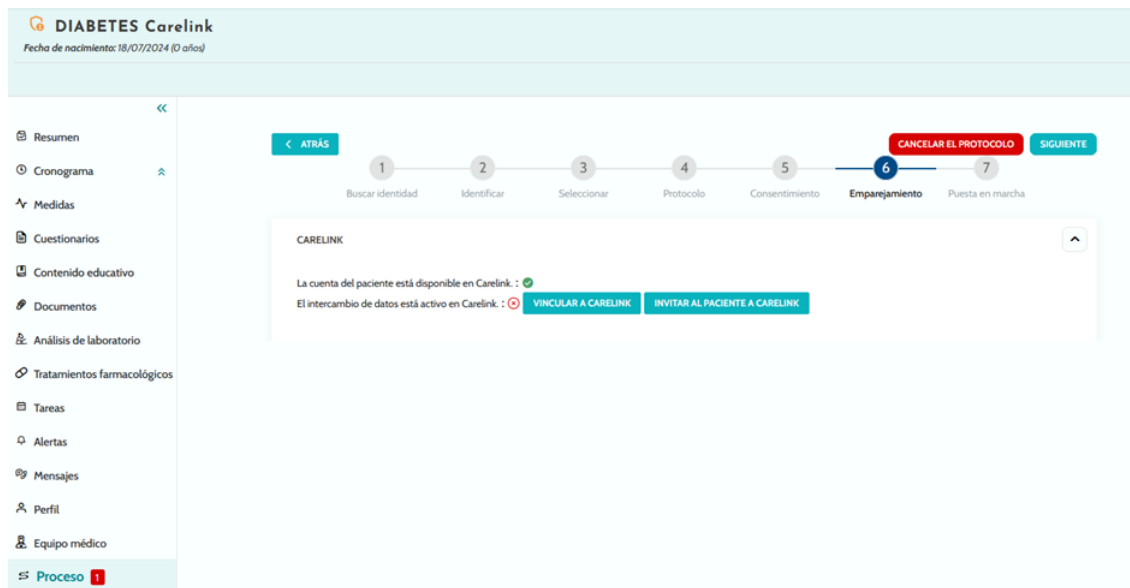 DIABETES Carelink
Fecha de nacimiento: 18/07/2024 (0 años)
Resumen
Cronograma
Medidas
Cuestionarios
Contenido educativo
Documentos
Análisis de laboratorio
Tratamientos farmacológicos
Tareas
Alertas
Mensajes
Perfil
Equipo médico
Proceso 1
ATRÁS
CANCELAR EL PROTOCOLO SIGUIENTE
1 2 3 4 5 6 7
Buscar identidad Identificar Seleccionar Protocolo Consentimiento Emparejamiento Puesta en marcha
CARELINK
La cuenta del paciente está disponible en Carelink. :
El intercambio de datos está activo en Carelink. : VINCULAR A CARELINK INVITAR AL PACIENTE A CARELINK